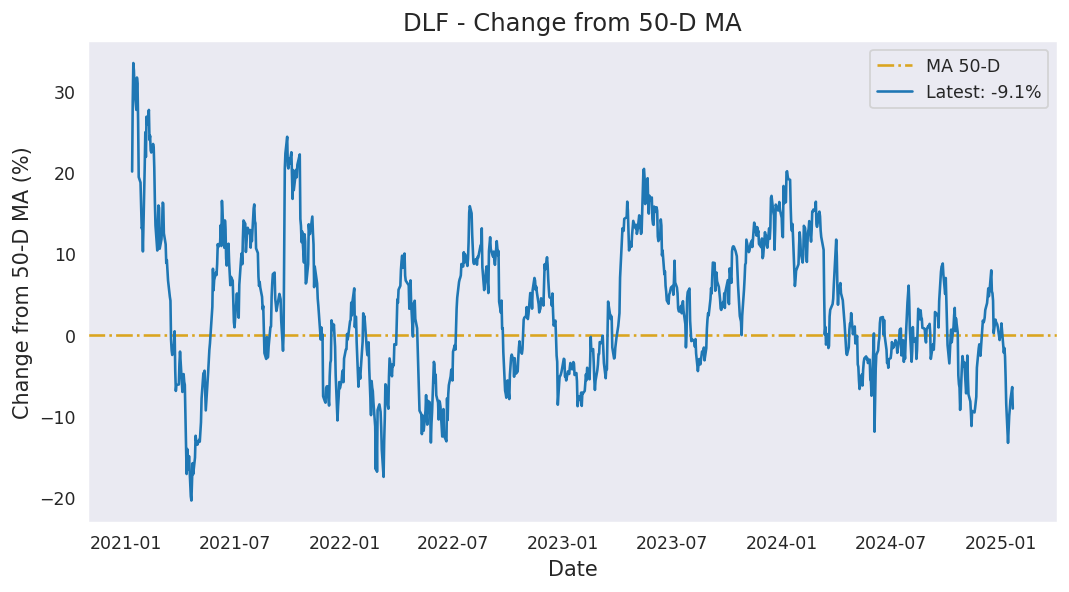 DLF - Change from 50-D MA
MA 50-D
Latest: -9.1%
Change from 50-D MA (%)
30
20
10
0
−10
−20
2021-01 2021-07 2022-01 2022-07 2023-01 2023-07 2024-01 2024-07 2025-01
Date